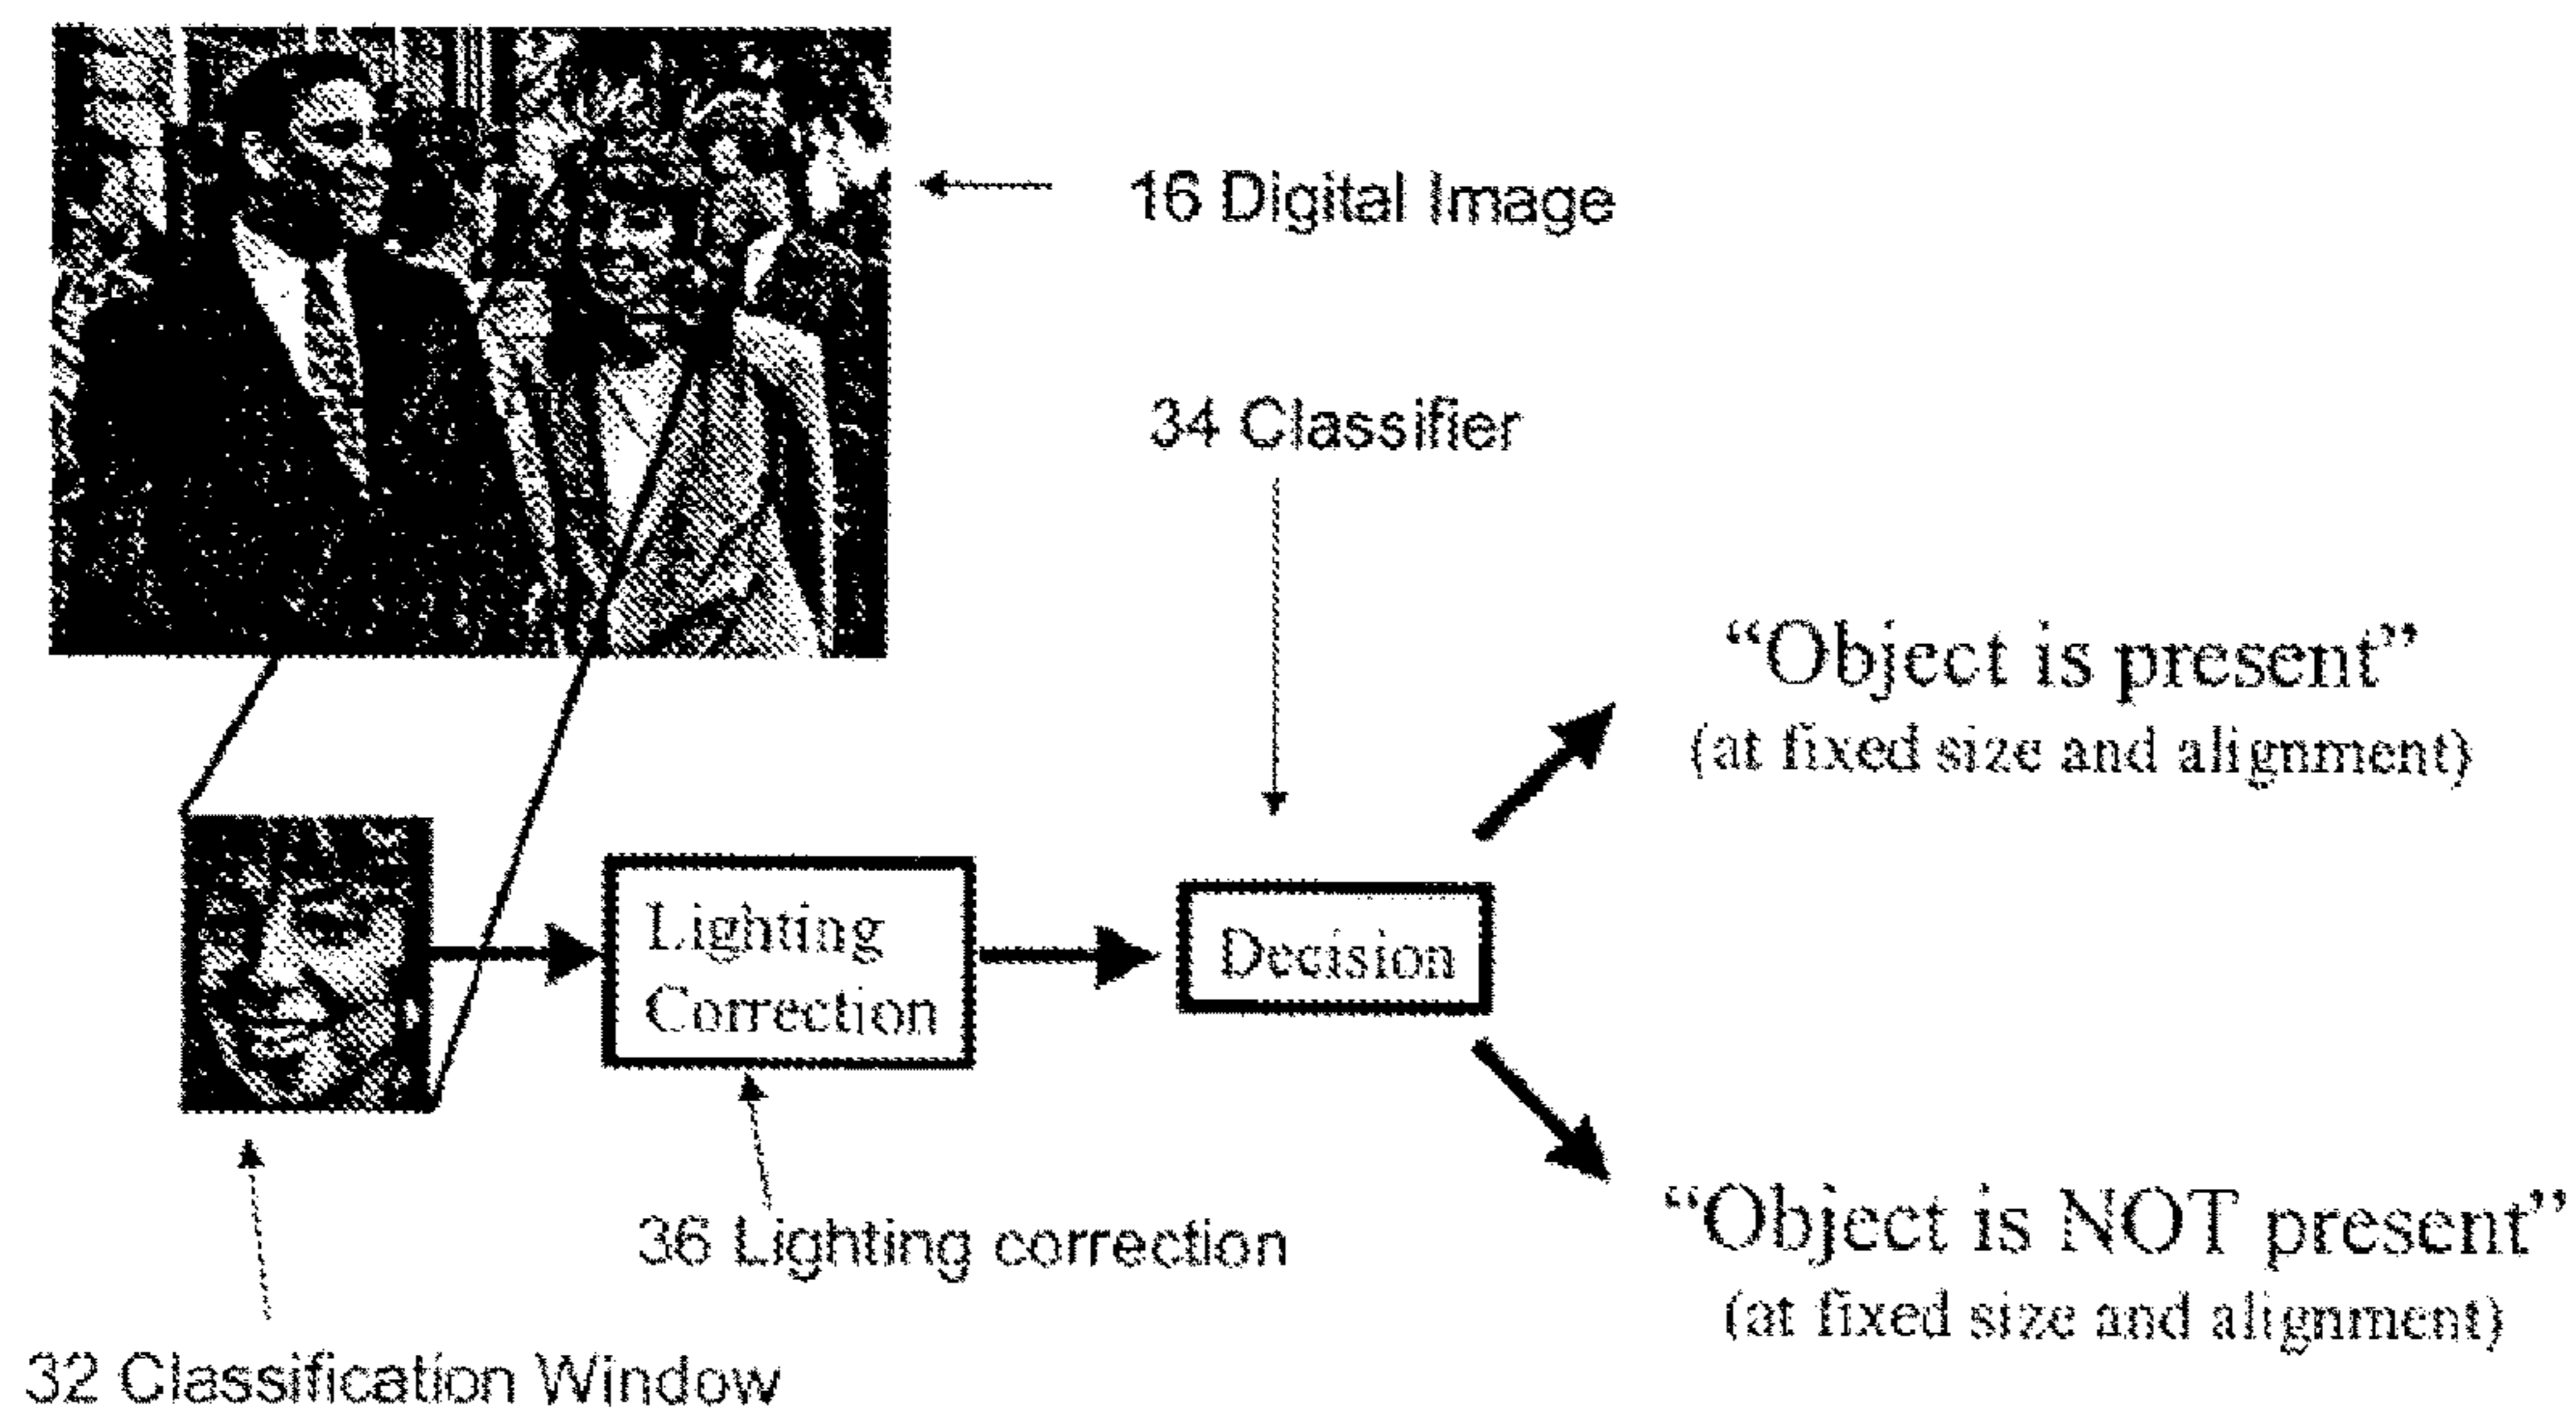 16 Digital Image
34 Classifier
“Object is present”
(at fixed size and alignment)
Lighting
Correction
Decision
36 Lighting correction
“Object is NOT present”
(at fixed size and alignment)
32 Classification Window